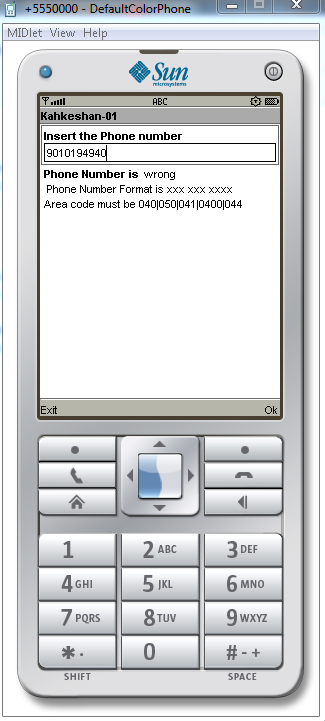 +5550000 - DefaultColorPhone
MIDlet View Help
Sun
microsystems
ABC
Kahkeshan-01
Insert the Phone number
9010194940
Phone Number is wrong
Phone Number Format is xxx xxx xxxx
Area code must be 040|050|041|0400|044
Exit Ok
1 2 ABC 3 DEF
4 GHI 5 JKL 6 MNO
7 PQRS 8 TUV 9 WXYZ
* . 0 # - +
SHIFT SPACE